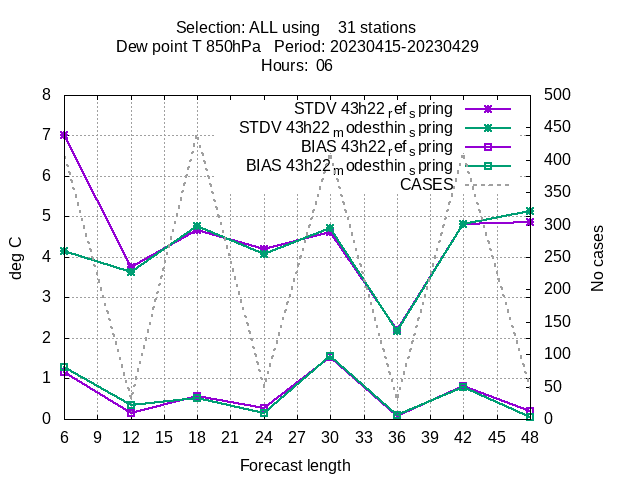 Selection: ALL using    31 stations
Dew point T 850hPa   Period: 20230415-20230429
Hours:  06
8 500
STDV 43h22_ref_spring
450
STDV 43h22_modesthin_spring
7
BIAS 43h22_ref_spring
400
BIAS 43h22_modesthin_spring
6
CASES
350
5 300
4 250
deg C
No cases
3 200
2 150
100
1
50
0 0
6 9 12 15 18 21 24 27 30 33 36 39 42 45 48
Forecast length